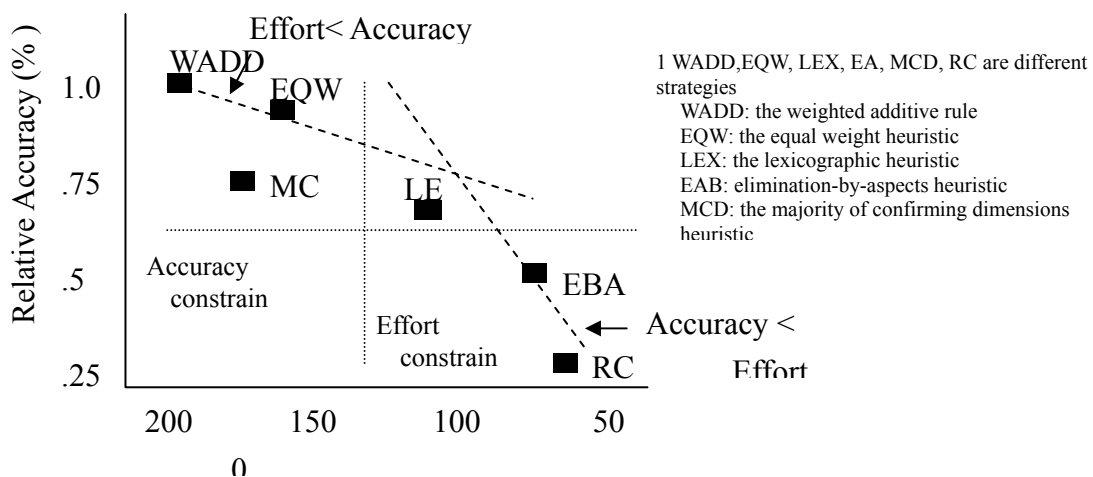 Effort< Accuracy
WADD
EQW
1.0
.75
MC
LE
Accuracy
constrain
.5
EBA
Effort
constrain
Accuracy <
Effort
.25
RC
200 150 100 50
0
Relative Accuracy (%)
1 WADD,EQW, LEX, EA, MCD, RC are different
strategies
WADD: the weighted additive rule
EQW: the equal weight heuristic
LEX: the lexicographic heuristic
EAB: elimination-by-aspects heuristic
MCD: the majority of confirming dimensions
heuristic